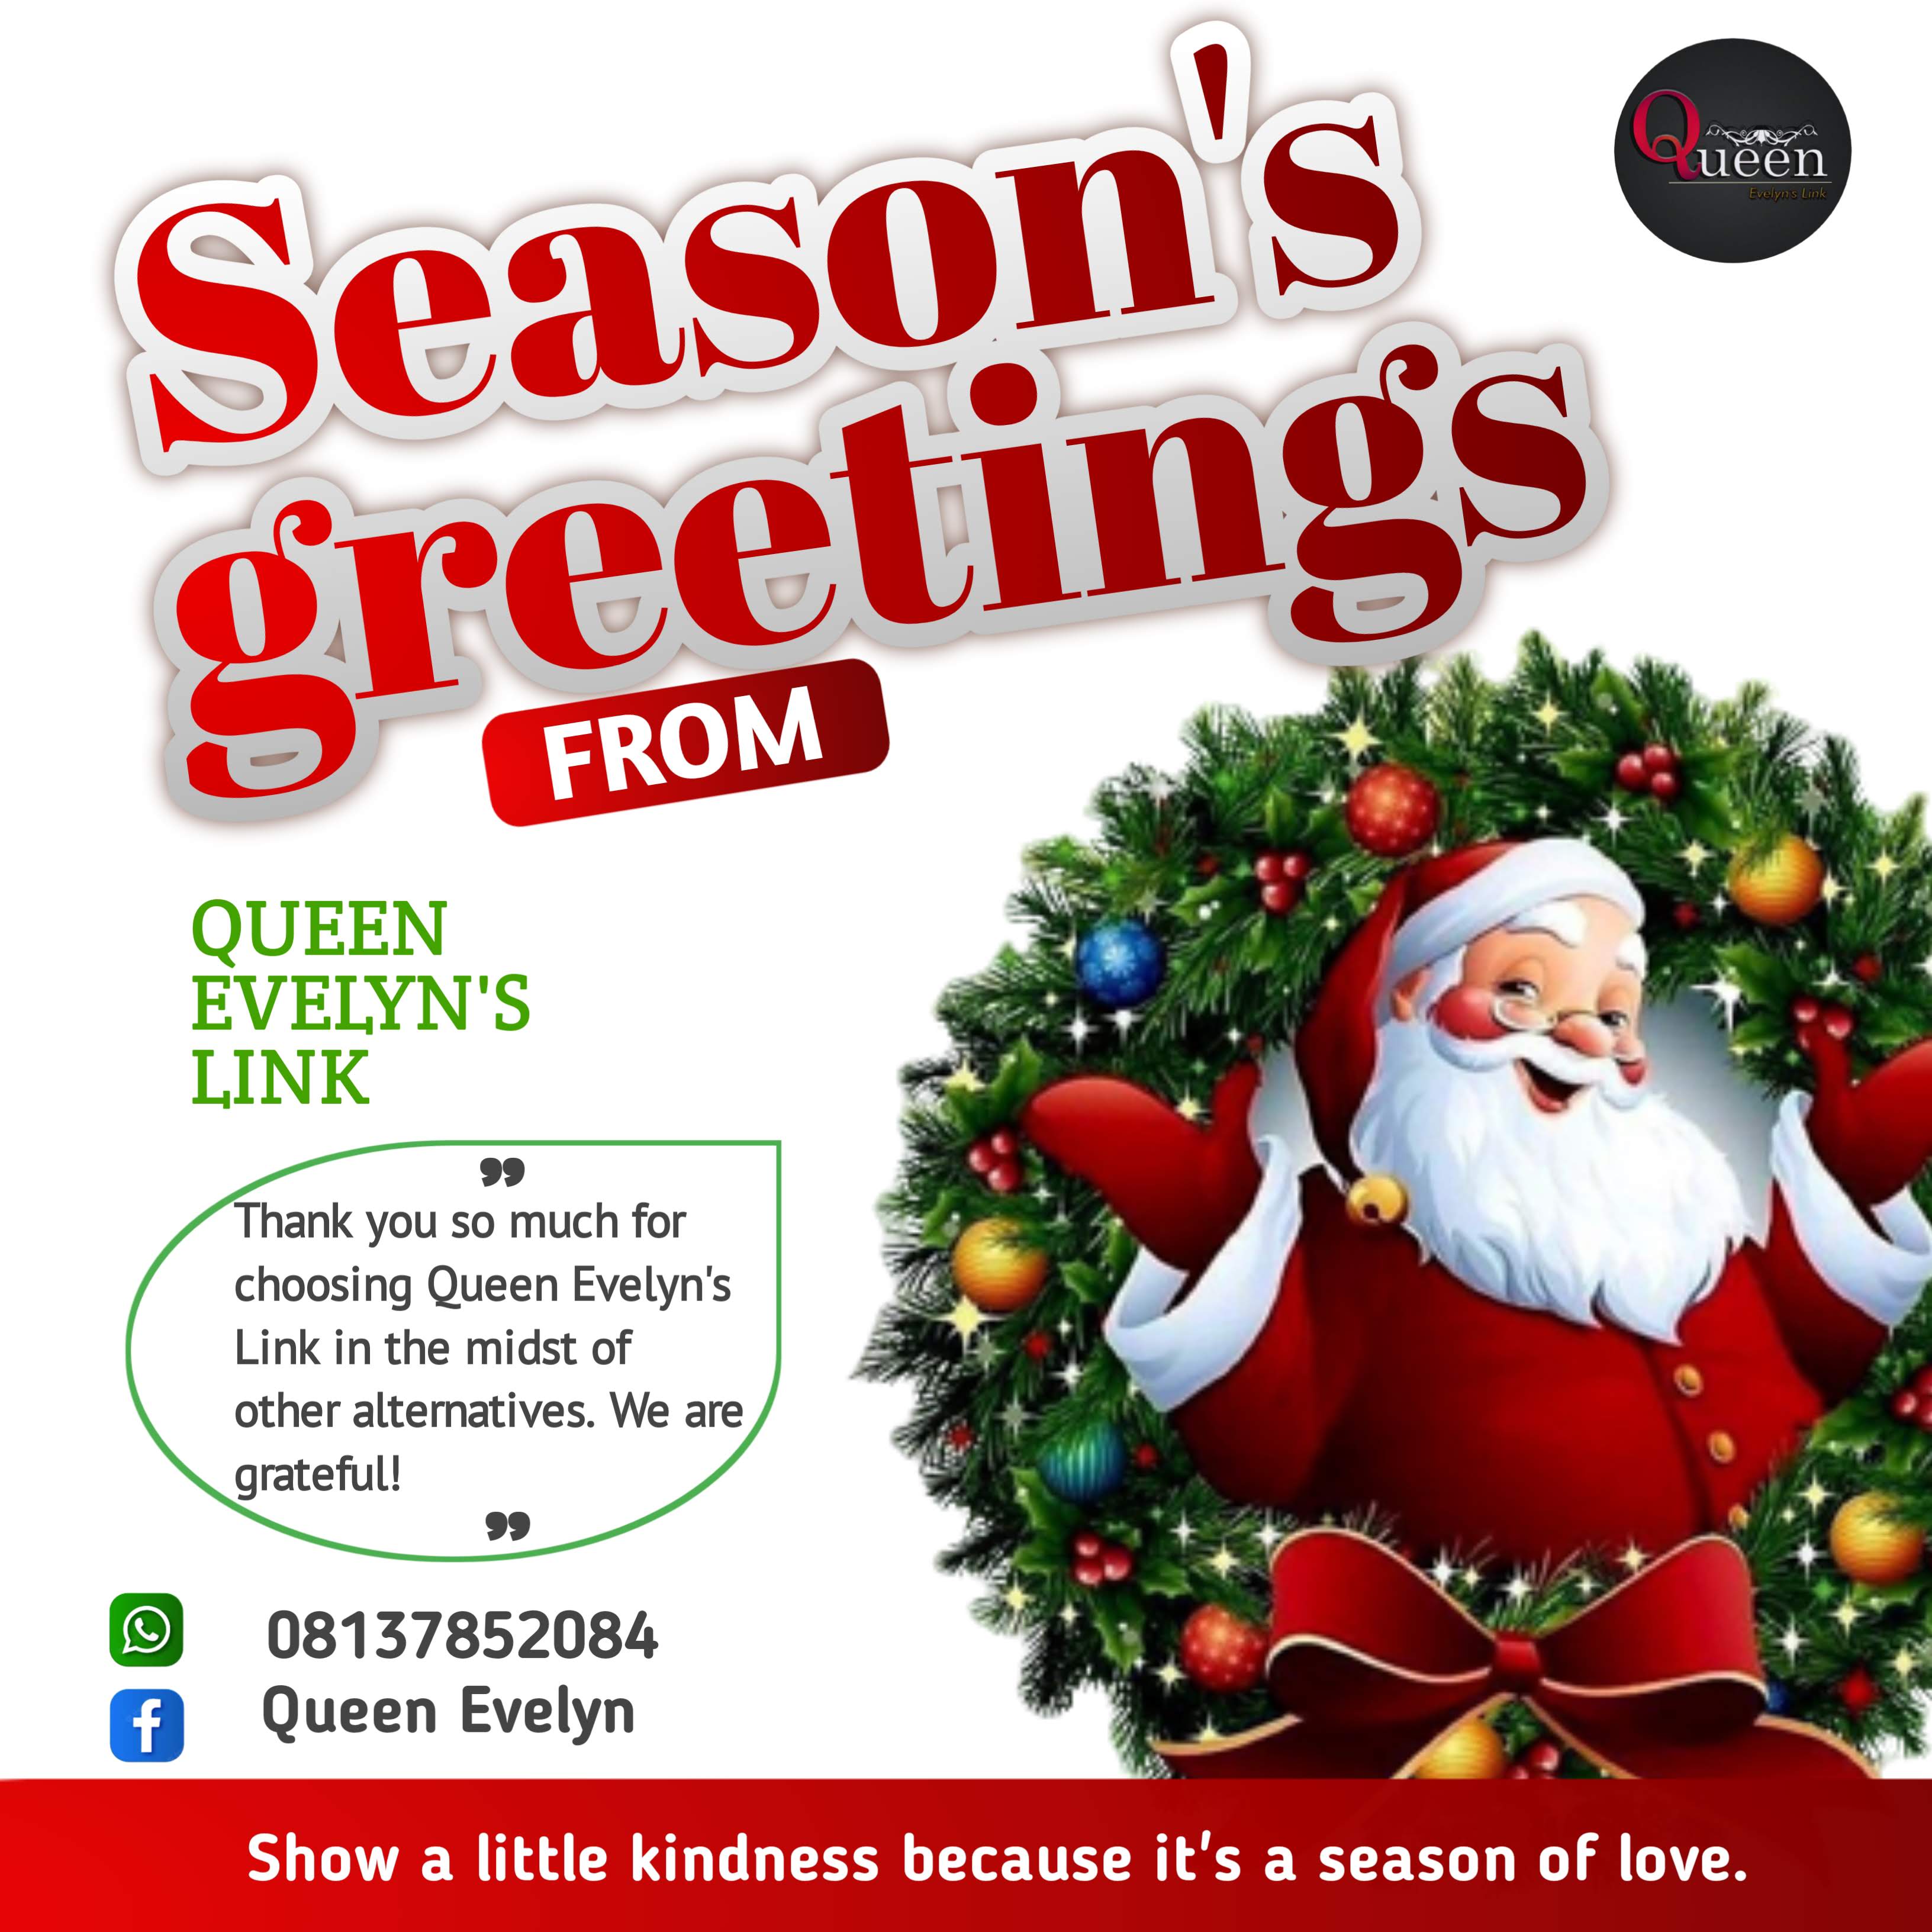 Season's
greetings
FROM
Queen
Evelyn's Link
QUEEN
EVELYN'S
LINK
”
Thank you so much for
choosing Queen Evelyn's
Link in the midst of
other alternatives. We are
grateful!
”
08137852084
Queen Evelyn
Show a little kindness because it's a season of love.